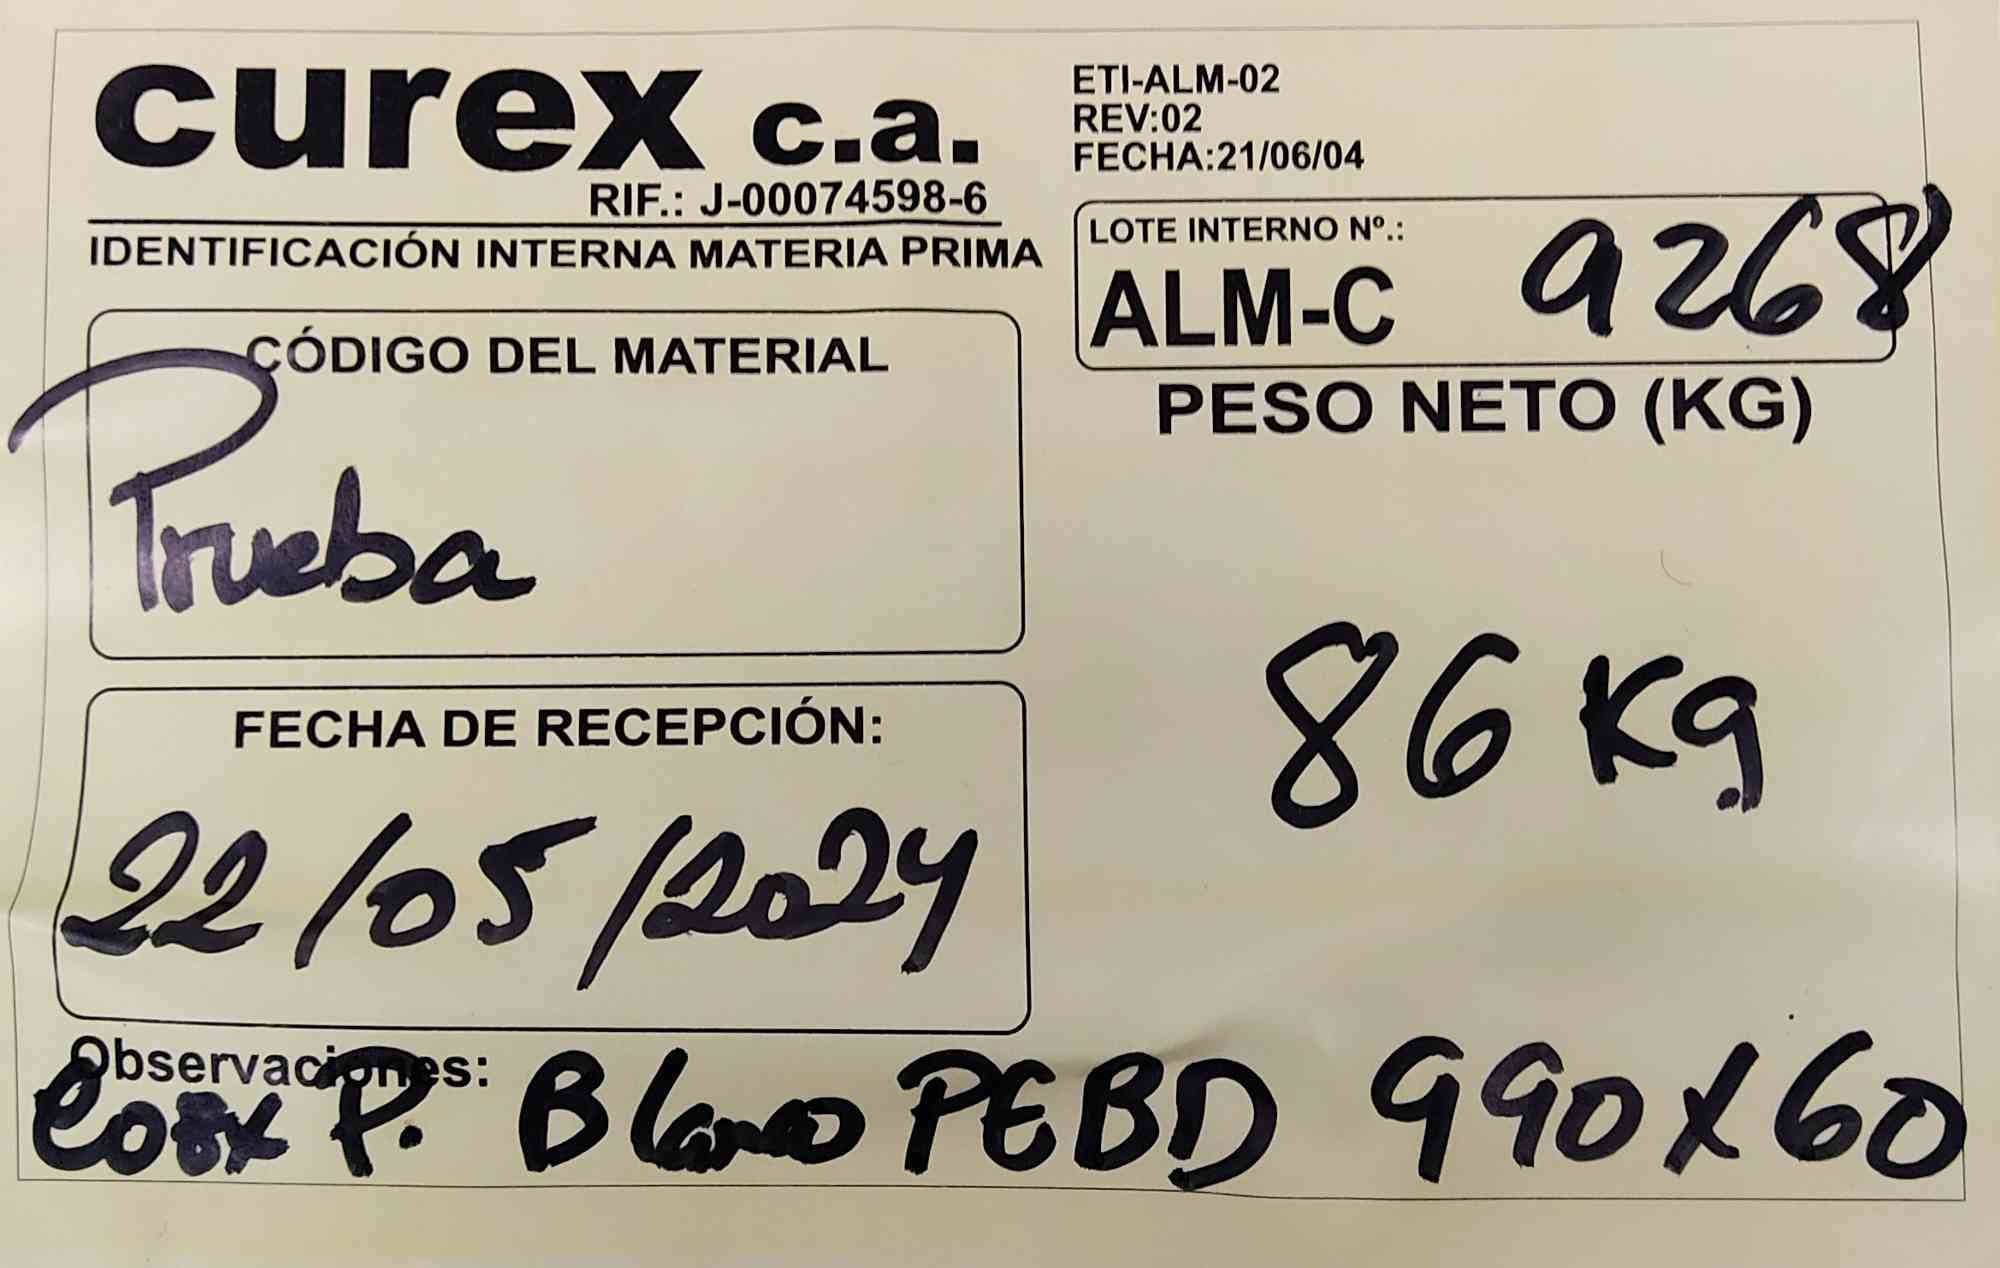 curex c.a.
RIF.: J-00074598-6
IDENTIFICACIÓN INTERNA MATERIA PRIMA
ETI-ALM-02
REV:02
FECHA:21/06/04
LOTE INTERNO Nº.:
ALM-C 9268
CÓDIGO DEL MATERIAL
Prueba
PESO NETO (KG)
86 Kg
FECHA DE RECEPCIÓN:
22/05/2024
Observaciones:
Coex P. Blanco PEBD 990x60